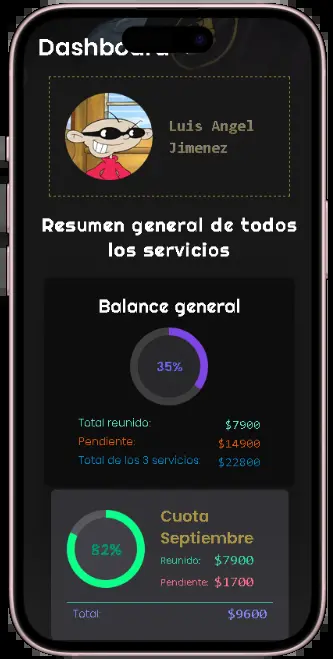 Dashboard
Luis Angel
Jimenez
Resumen general de todos
los servicios
Balance general
35%
Total reunido: $7900
Pendiente: $14900
Total de los 3 servicios: $22800
82%
Cuota
Septiembre
Reunido: $7900
Pendiente: $1700
Total: $9600